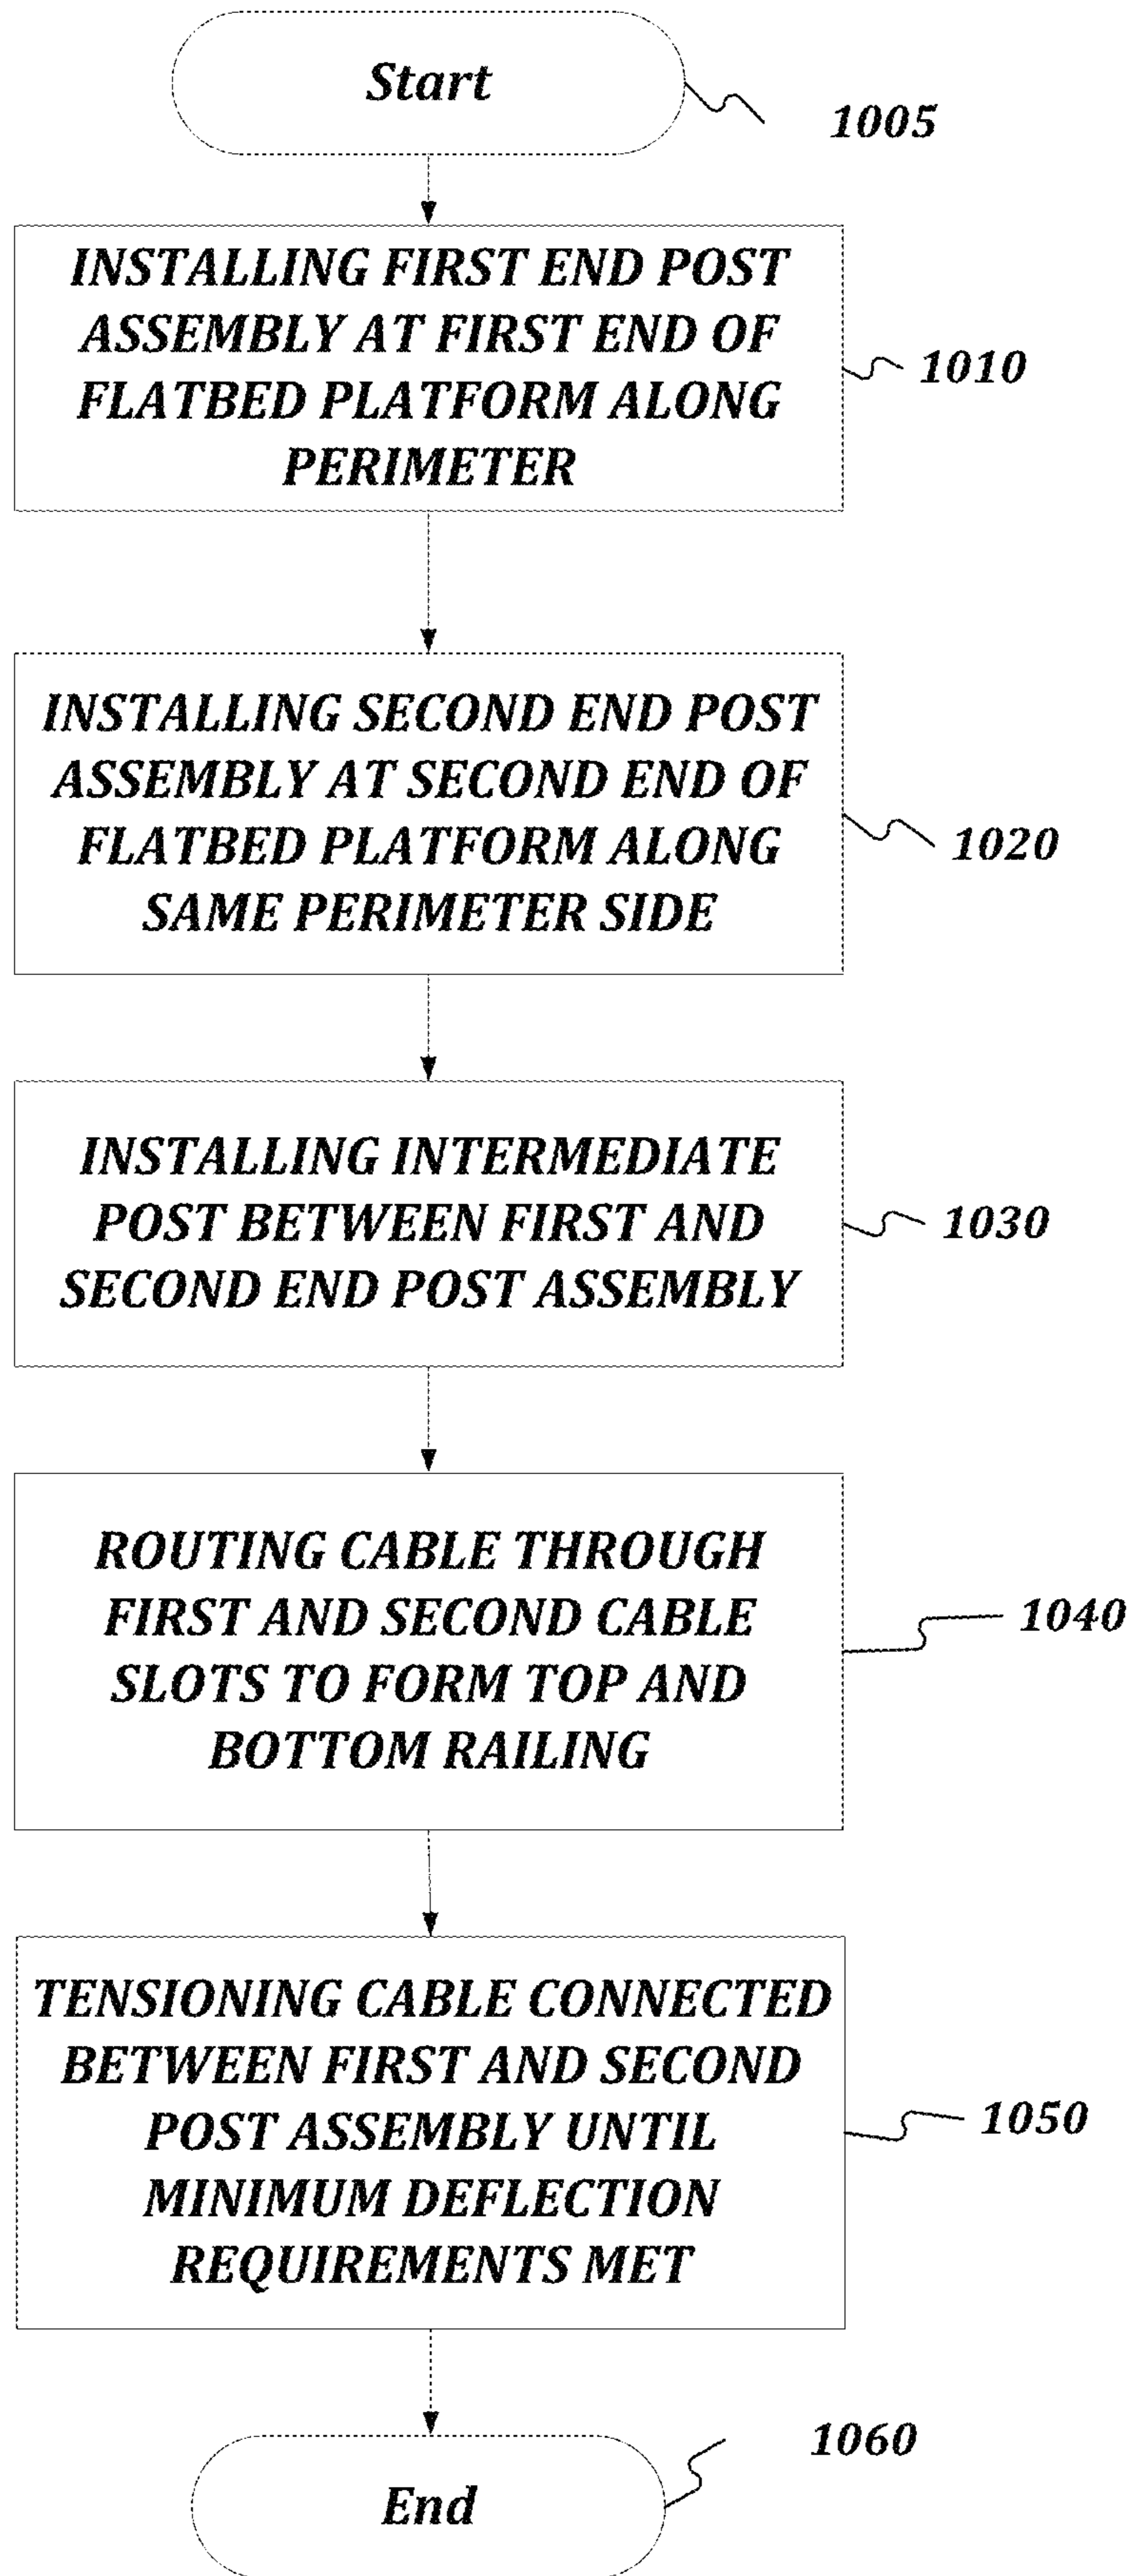 Start
1005
INSTALLING FIRST END POST
ASSEMBLY AT FIRST END OF
FLATBED PLATFORM ALONG
PERIMETER
1010
INSTALLING SECOND END POST
ASSEMBLY AT SECOND END OF
FLATBED PLATFORM ALONG
SAME PERIMETER SIDE
1020
INSTALLING INTERMEDIATE
POST BETWEEN FIRST AND
SECOND END POST ASSEMBLY
1030
ROUTING CABLE THROUGH
FIRST AND SECOND CABLE
SLOTS TO FORM TOP AND
BOTTOM RAILING
1040
TENSIONING CABLE CONNECTED
BETWEEN FIRST AND SECOND
POST ASSEMBLY UNTIL
MINIMUM DEFLECTION
REQUIREMENTS MET
1050
End
1060